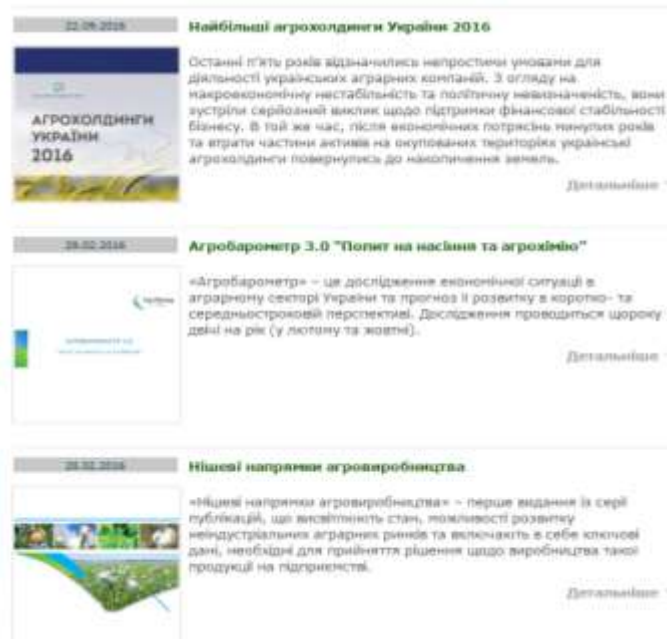 22.09.2016
Найбільші агрохолдинги України 2016
АГРОХОЛДИНГИ
УКРАЇНИ
2016
Останні п'ять років відзначились непростими умовами для
діяльності українських аграрних компаній. З огляду на
макроекономічну нестабільність та політичну невизначеність, вони
зустріли серйозний виклик щодо підтримки фінансової стабільності
бізнесу. В той же час, після економічних потрясінь минулих років
та втрати частини активів на окупованих територіях українські
агрохолдинги повернулись до накопичення земель.
Детальніше
Агробарометр 3.0 "Попит на насіння та агрохімію"
«Агробарометр» – це дослідження економічної ситуації в
аграрному секторі України та прогноз її розвитку в коротко- та
середньостроковій перспективі. Дослідження проводиться щороку
двічі на рік (у лютому та жовтні).
Детальніше
Нішеві напрямки агровиробництва
«Нішеві напрямки агровиробництва» – перше видання із серії
публікацій, що висвітлюють стан, можливості розвитку
неіндустріальних аграрних ринків та включають в себе ключові
дані, необхідні для прийняття рішення щодо виробництва такої
продукції на підприємстві.
Детальніше